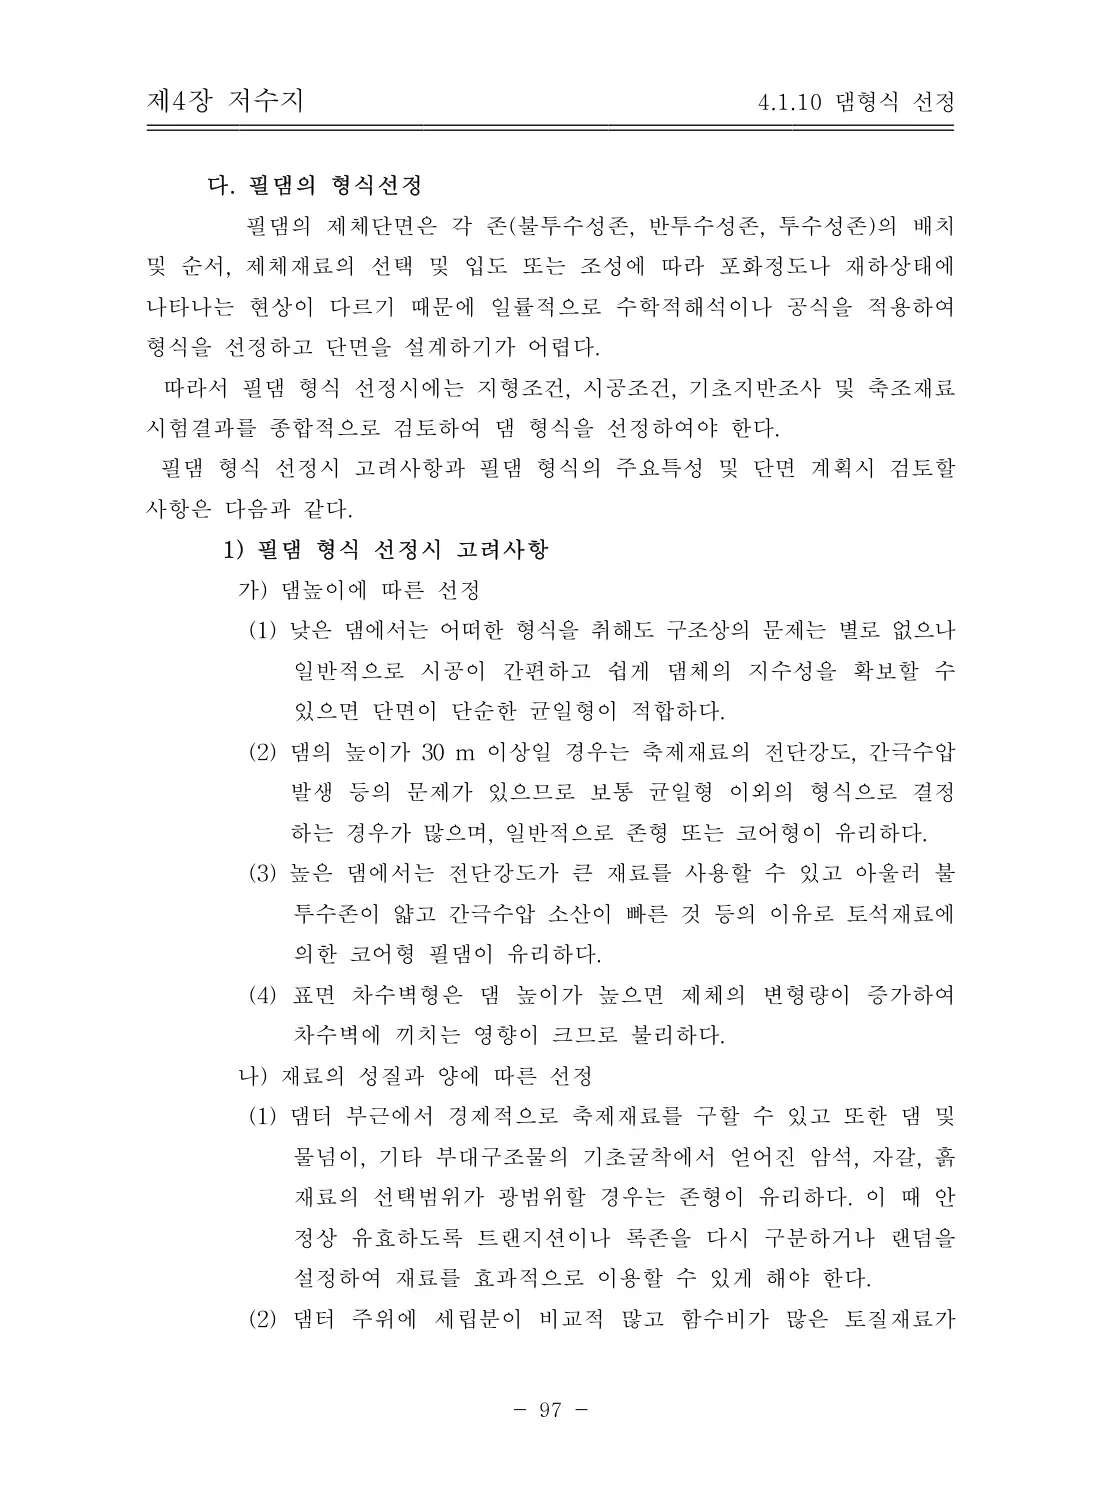 제4장 저수지
4.1.10 댐형식 선정
다. 필댐의 형식선정
필댐의 제체단면은 각 존(불투수성존, 반투수성존, 투수성존)의 배치
및 순서, 제체재료의 선택 및 입도 또는 조성에 따라 포화정도나 재하상태에
나타나는 현상이 다르기 때문에 일률적으로 수학적해석이나 공식을 적용하여
형식을 선정하고 단면을 설계하기가 어렵다.
따라서 필댐 형식 선정시에는 지형조건, 시공조건, 기초지반조사 및 축조재료
시험결과를 종합적으로 검토하여 댐 형식을 선정하여야 한다.
필댐 형식 선정시 고려사항과 필댐 형식의 주요특성 및 단면 계획시 검토할
사항은 다음과 같다.
1) 필댐 형식 선정시 고려사항
가) 댐높이에 따른 선정
(1) 낮은 댐에서는 어떠한 형식을 취해도 구조상의 문제는 별로 없으나
일반적으로 시공이 간편하고 쉽게 댐체의 지수성을 확보할 수
있으면 단면이 단순한 균일형이 적합하다.
(2) 댐의 높이가 30 m 이상일 경우는 축제재료의 전단강도, 간극수압
발생 등의 문제가 있으므로 보통 균일형 이외의 형식으로 결정
하는 경우가 많으며, 일반적으로 존형 또는 코어형이 유리하다.
(3) 높은 댐에서는 전단강도가 큰 재료를 사용할 수 있고 아울러 불
투수존이 얇고 간극수압 소산이 빠른 것 등의 이유로 토석재료에
의한 코어형 필댐이 유리하다.
(4) 표면 차수벽형은 댐 높이가 높으면 제체의 변형량이 증가하여
차수벽에 끼치는 영향이 크므로 불리하다.
나) 재료의 성질과 양에 따른 선정
(1) 댐터 부근에서 경제적으로 축제재료를 구할 수 있고 또한 댐 및
물넘이, 기타 부대구조물의 기초굴착에서 얻어진 암석, 자갈, 흙
재료의 선택범위가 광범위할 경우는 존형이 유리하다. 이 때 안
정상 유효하도록 트랜지션이나 록존을 다시 구분하거나 랜덤을
설정하여 재료를 효과적으로 이용할 수 있게 해야 한다.
(2) 댐터 주위에 세립분이 비교적 많고 함수비가 많은 토질재료가
- 97 -